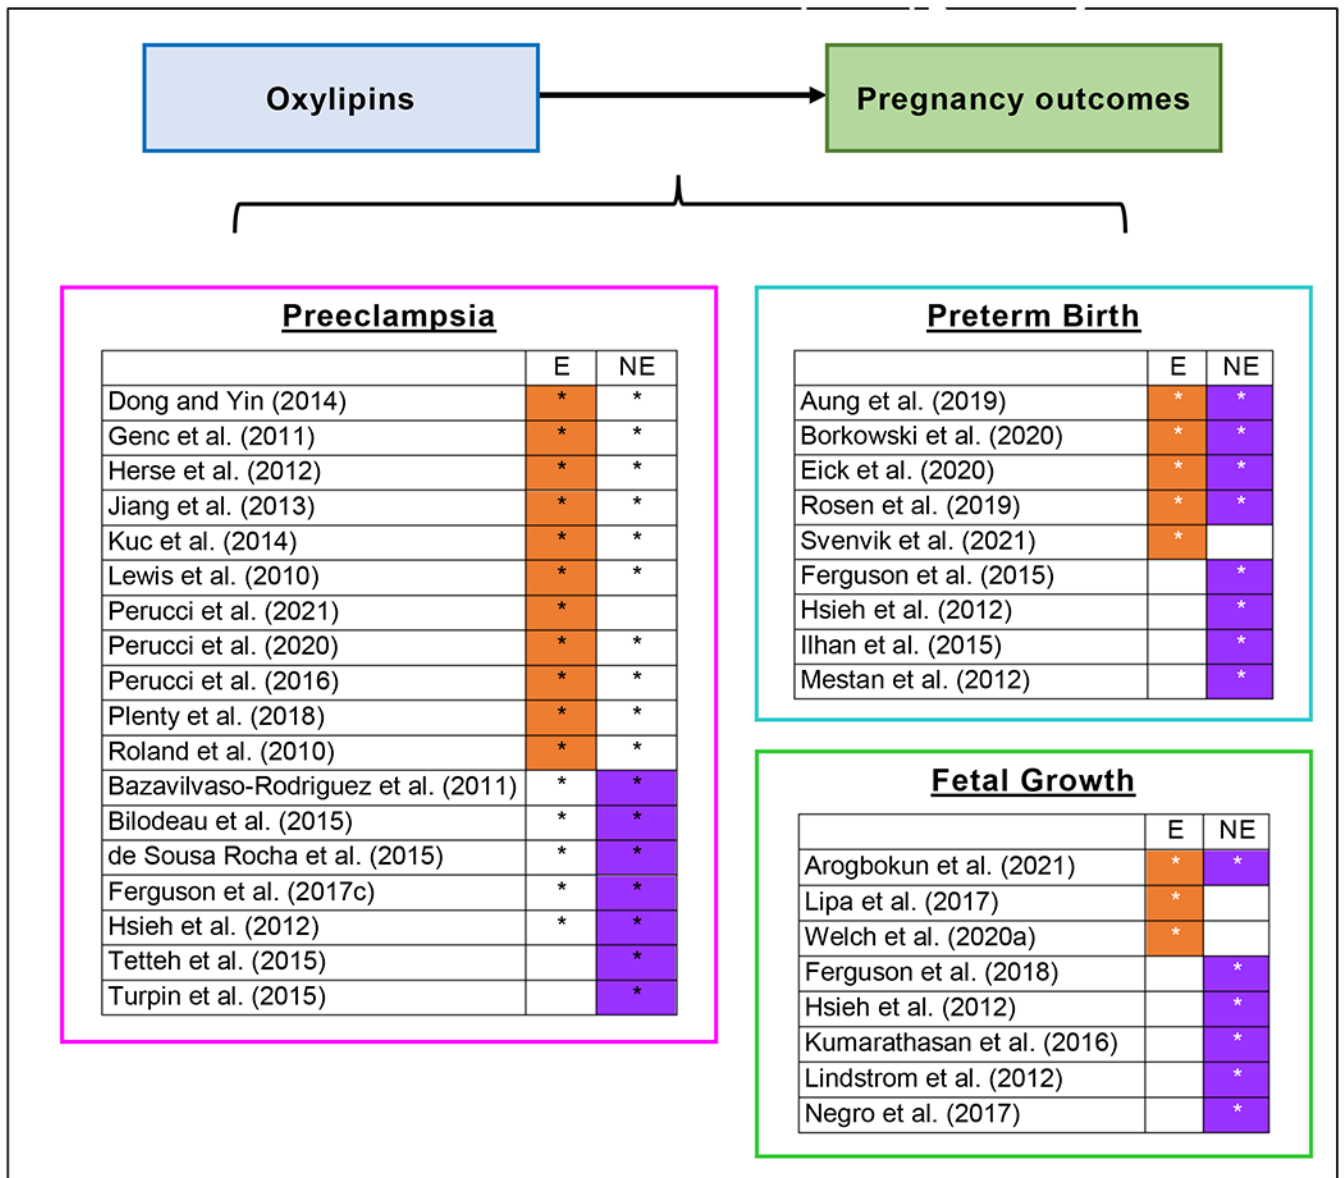 Oxylipins
Pregnancy outcomes
Preeclampsia
E NE
Dong and Yin (2014) * *
Genc et al. (2011) * *
Herse et al. (2012) * *
Jiang et al. (2013) * *
Kuc et al. (2014) * *
Lewis et al. (2010) * *
Perucci et al. (2021) *
Perucci et al. (2020) * *
Perucci et al. (2016) * *
Plenty et al. (2018) * *
Roland et al. (2010) * *
Bazavilvaso-Rodriguez et al. (2011) * *
Bilodeau et al. (2015) * *
de Sousa Rocha et al. (2015) * *
Ferguson et al. (2017c) * *
Hsieh et al. (2012) * *
Tetteh et al. (2015) *
Turpin et al. (2015) *
Preterm Birth
E NE
Aung et al. (2019) * *
Borkowski et al. (2020) * *
Eick et al. (2020) * *
Rosen et al. (2019) * *
Svenvik et al. (2021) *
Ferguson et al. (2015) *
Hsieh et al. (2012) *
Ilhan et al. (2015) *
Mestan et al. (2012) *
Fetal Growth
E NE
Arogbokun et al. (2021) * *
Lipa et al. (2017) *
Welch et al. (2020a) *
Ferguson et al. (2018) *
Hsieh et al. (2012) *
Kumarathasan et al. (2016) *
Lindstrom et al. (2012) *
Negro et al. (2017) *